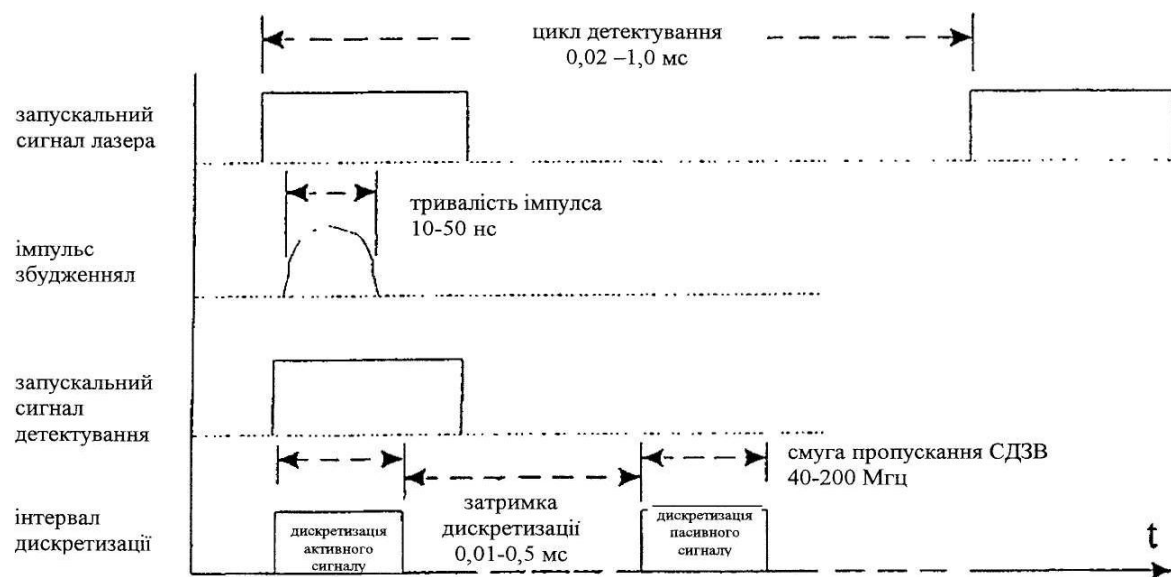 цикл детектування
0,02 –1,0 мс
запускальний
сигнал лазера
тривалість імпулса
10-50 нс
імпульс
збудженнял
запускальний
сигнал
детектування
смуга пропускання СДЗВ
40-200 Мгц
затримка
дискретизації
0,01-0,5 мс
інтервал
дискретизації
дискретизація
активного
сигналу
дискретизація
пасивного
сигналу
t